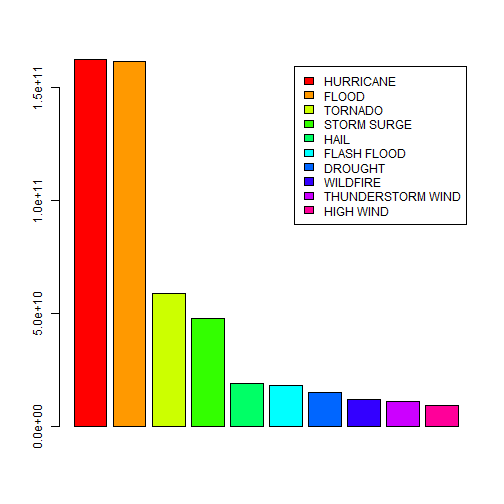 1.5e+11
1.0e+11
5.0e+10
0.0e+00
HURRICANE
FLOOD
TORNADO
STORM SURGE
HAIL
FLASH FLOOD
DROUGHT
WILDFIRE
THUNDERSTORM WIND
HIGH WIND